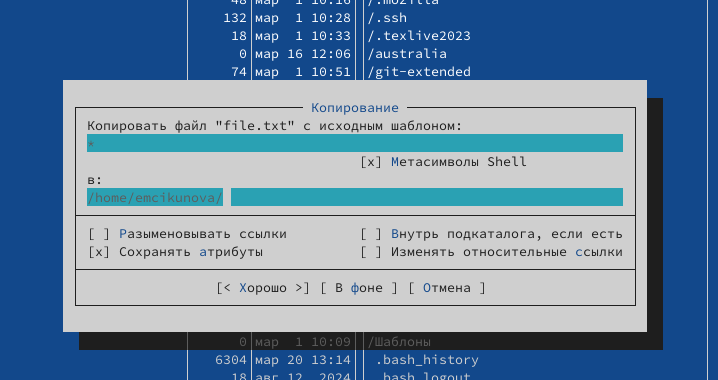 48 мар  1 10:16 /.mozilla
132 мар  1 10:28 /.ssh
18 мар  1 10:33 /.texlive2023
0 мар 16 12:06 /australia
74 мар  1 10:51 /git-extended
Копирование
Копировать файл "file.txt" с исходным шаблоном:
*
[x] Метасимволы Shell
в:
/home/emcikunova/
[ ] Разыменовывать ссылки [ ] Внутрь подкаталога, если есть
[x] Сохранять атрибуты [ ] Изменять относительные ссылки
[< Хорошо >] [ В фоне ] [ Отмена ]
0 мар  1 10:09 /Шаблоны
6304 мар 20 13:14 .bash_history
18 авг 12  2024 .bash_logout